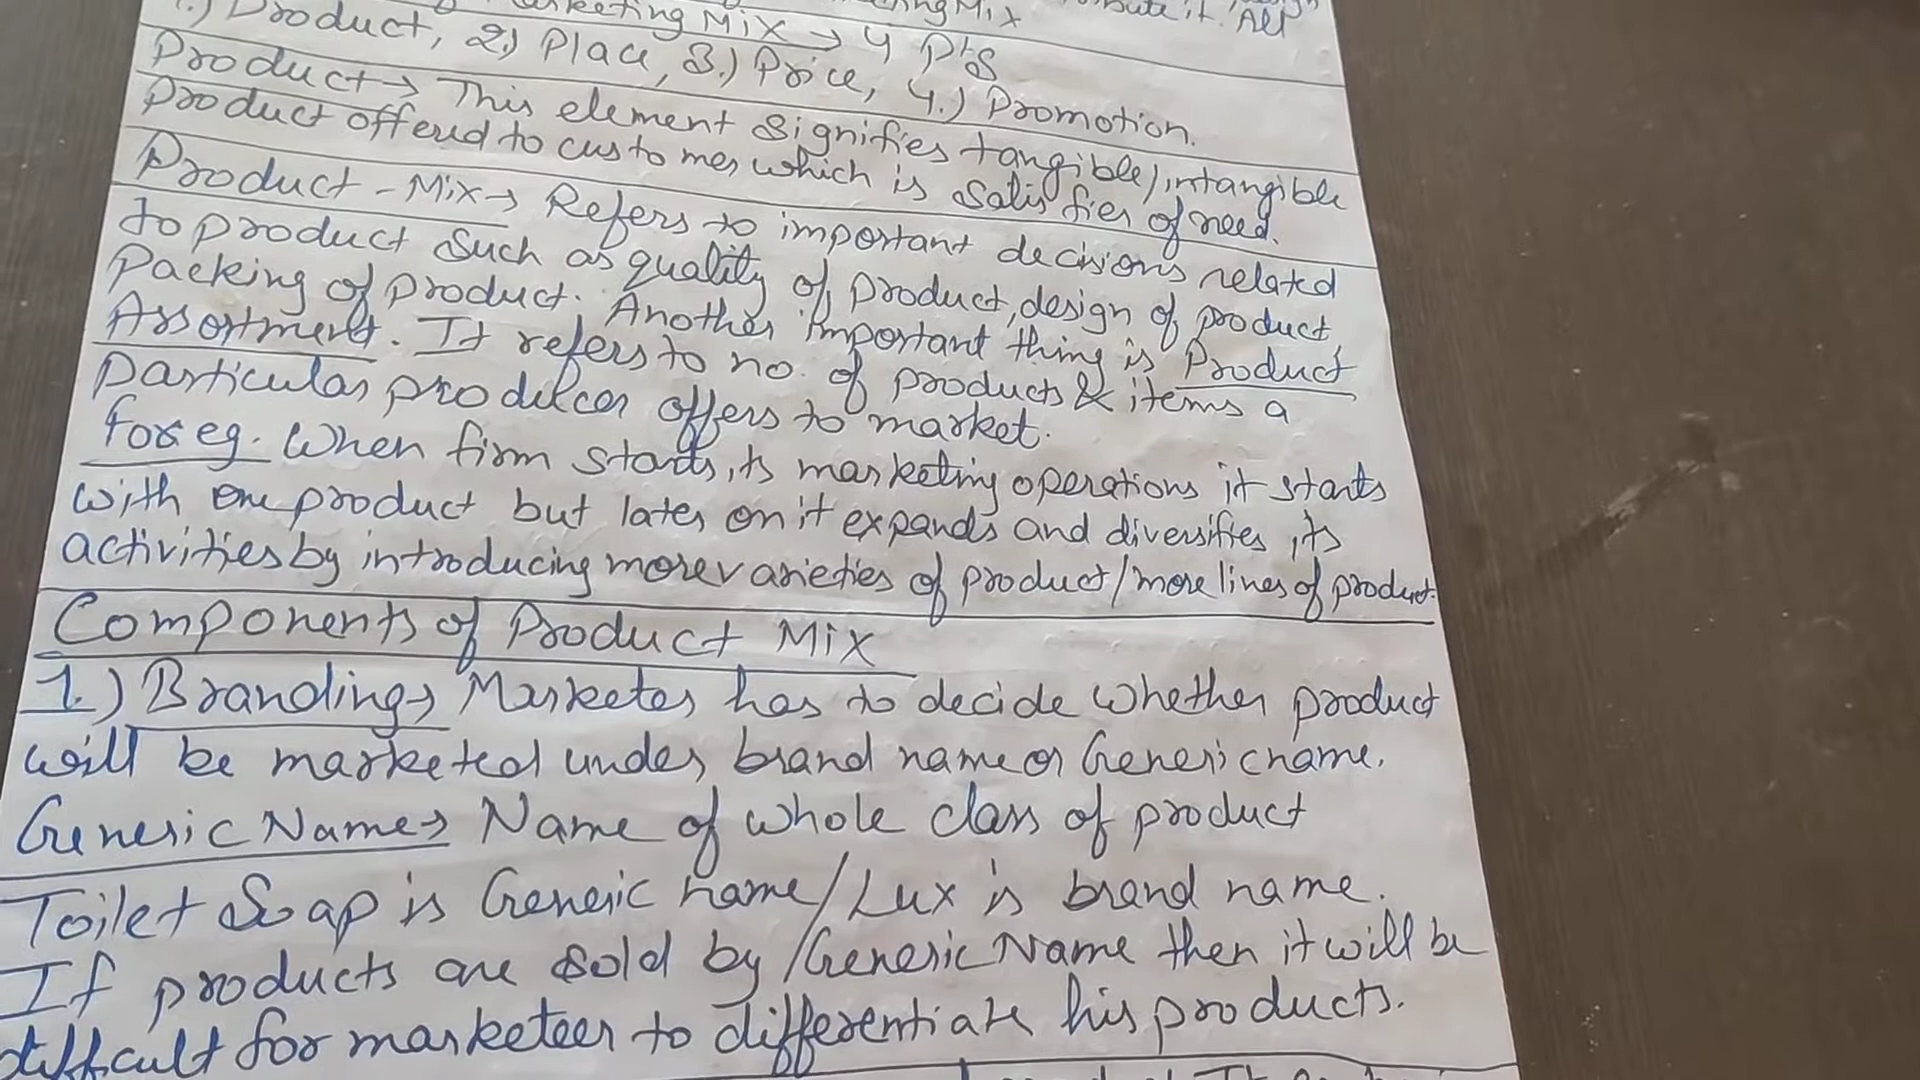 Marketing Mix → 4 P's
1.) Product, 2.) Place, 3.) Price, 4.) Promotion.
Product → This element signifies tangible/intangible
Product offered to customer which is satisfier of need.
Product-Mix → Refers to important decisions related
to product such as quality of product, design of product,
Packing of product. Another important thing is Product
Assortment. It refers to no. of products & items a
Particular producer offers to market.
For eg. When firm starts its marketing operations it starts
with one product but later on it expands and diversifies its
activities by introducing more varieties of product/more lines of product.
Components of Product Mix
1.) Branding → Marketer has to decide whether product
will be marketed under brand name or Generic name.
Generic Name → Name of whole class of product
Toilet Soap is Generic name/Lux is brand name.
If products are sold by/Generic Name then it will be
difficult for marketeer to differentiate his products.